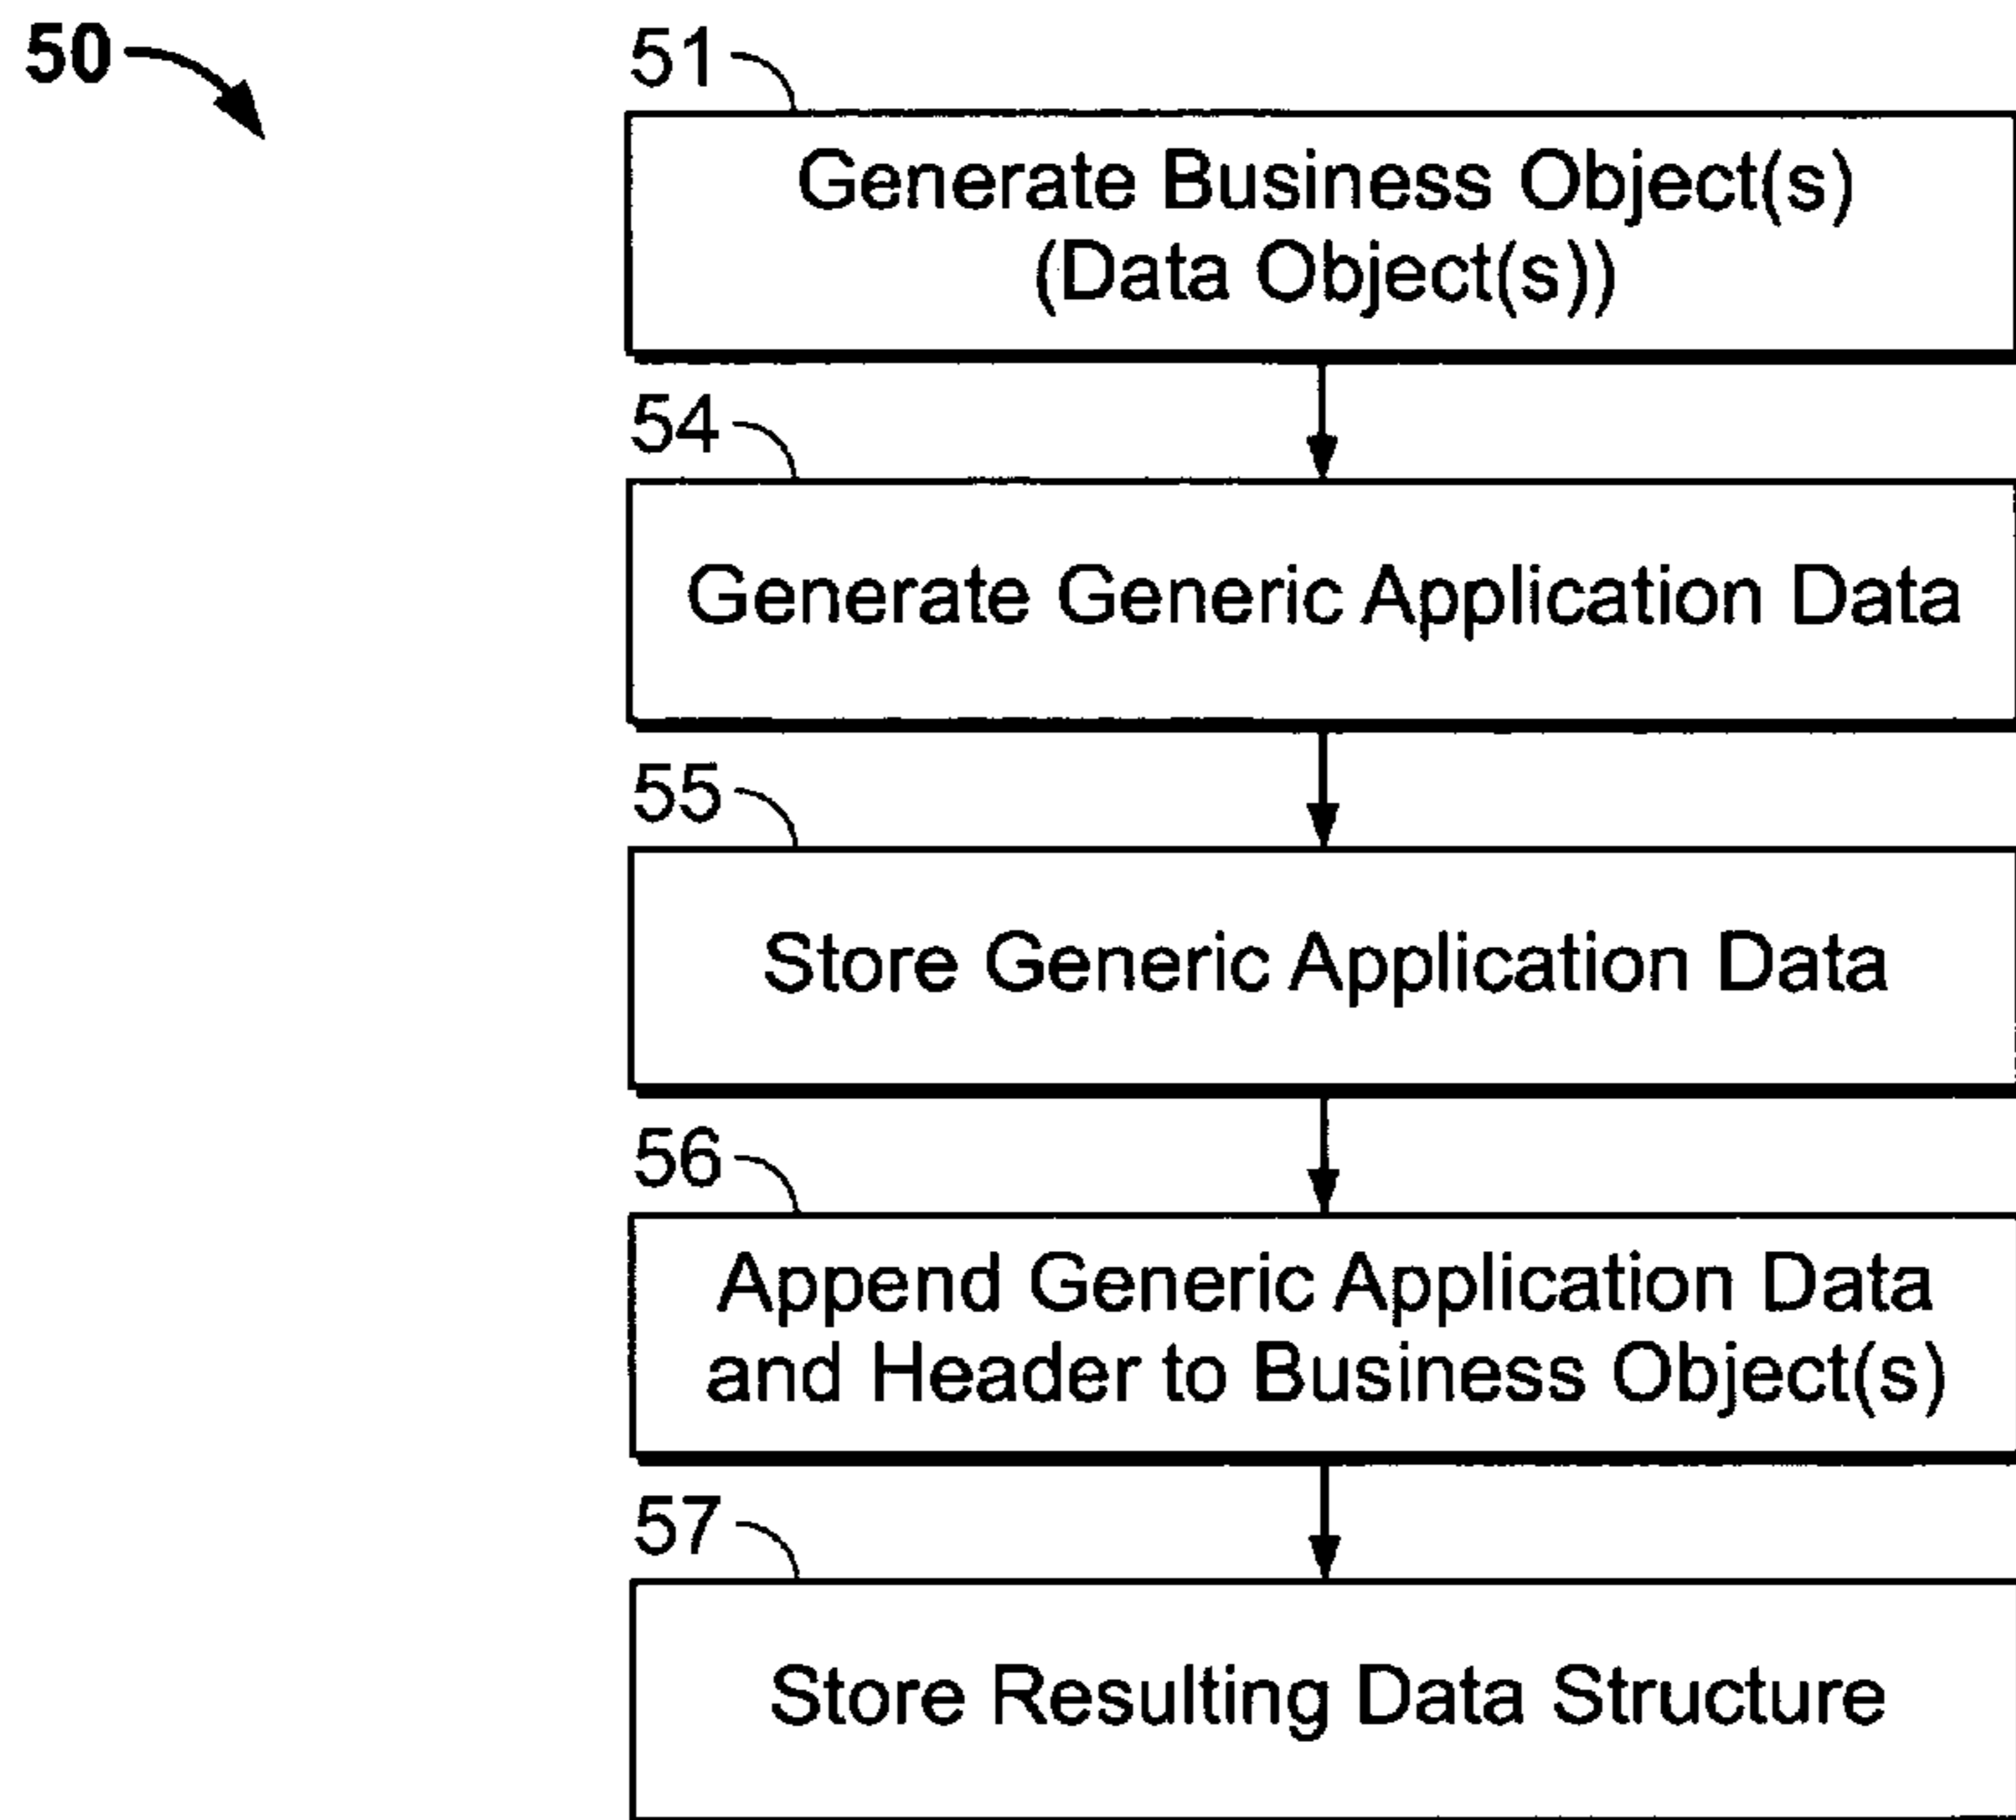 50
51
Generate Business Object(s)
(Data Object(s))
54
Generate Generic Application Data
55
Store Generic Application Data
56
Append Generic Application Data
and Header to Business Object(s)
57
Store Resulting Data Structure